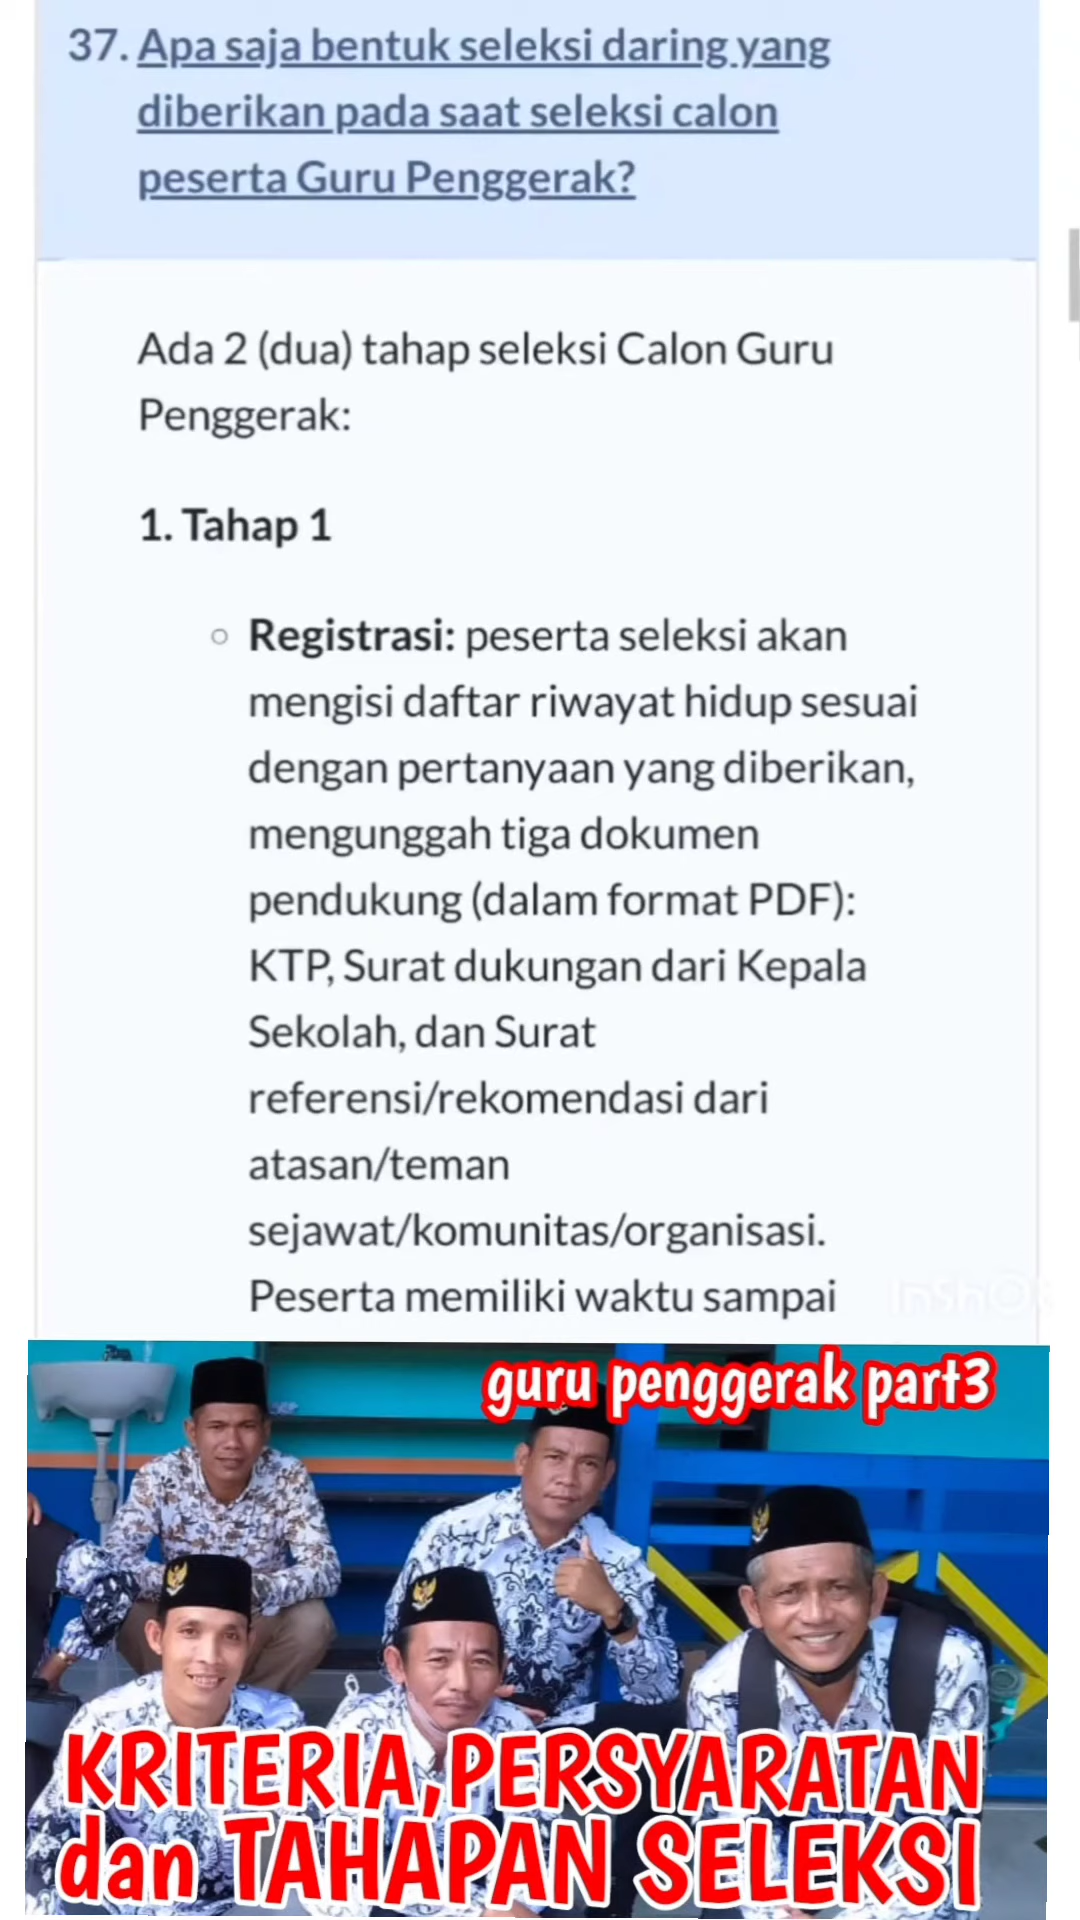 37. Apa saja bentuk seleksi daring yang
diberikan pada saat seleksi calon
peserta Guru Penggerak?
Ada 2 (dua) tahap seleksi Calon Guru
Penggerak:
1. Tahap 1
Registrasi: peserta seleksi akan
mengisi daftar riwayat hidup sesuai
dengan pertanyaan yang diberikan,
mengunggah tiga dokumen
pendukung (dalam format PDF):
KTP, Surat dukungan dari Kepala
Sekolah, dan Surat
referensi/rekomendasi dari
atasan/teman
sejawat/komunitas/organisasi.
Peserta memiliki waktu sampai
InShOt
guru penggerak part3
KRITERIA,PERSYARATAN
dan TAHAPAN SELEKSI